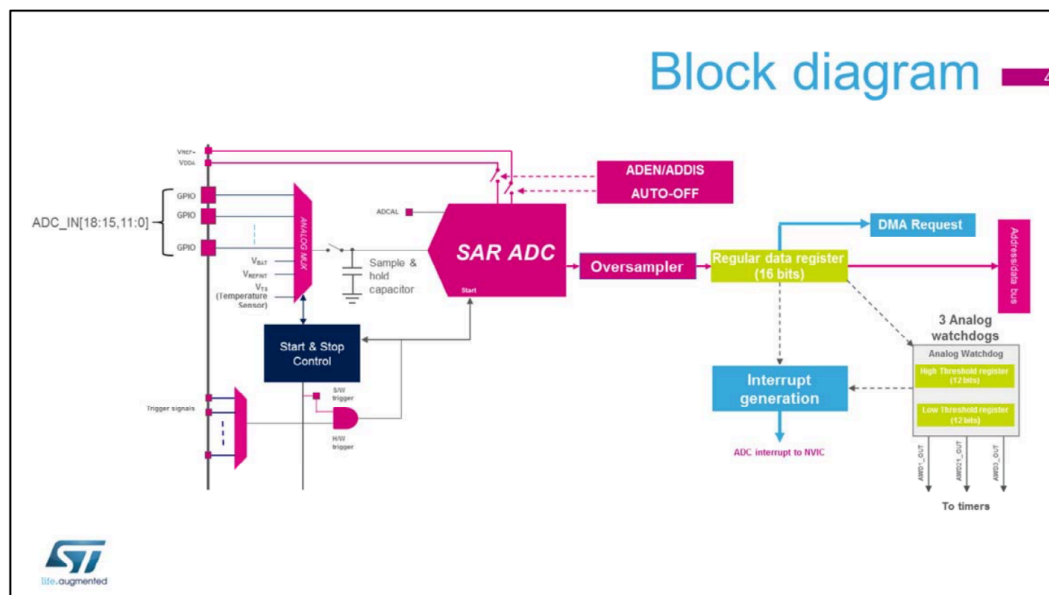 Block diagram
4
VREF+
VDDA
ADEN/ADDIS
AUTO-OFF
ADC_IN[18:15,11:0]
GPIO
GPIO
GPIO
ANALOG MUX
ADCAL
SAR ADC
Start
Sample &
hold
capacitor
VBAT
VREFINT
VTS
(Temperature
Sensor)
Oversampler
Regular data register
(16 bits)
DMA Request
Address/data bus
Start & Stop
Control
S/W
trigger
H/W
trigger
Trigger signals
Interrupt
generation
ADC interrupt to NVIC
3 Analog
watchdogs
Analog Watchdog
High Threshold register
(12 bits)
Low Threshold register
(12 bits)
AWD1_OUT
AWD21_OUT
AWD3_OUT
To timers
ST
life.augmented